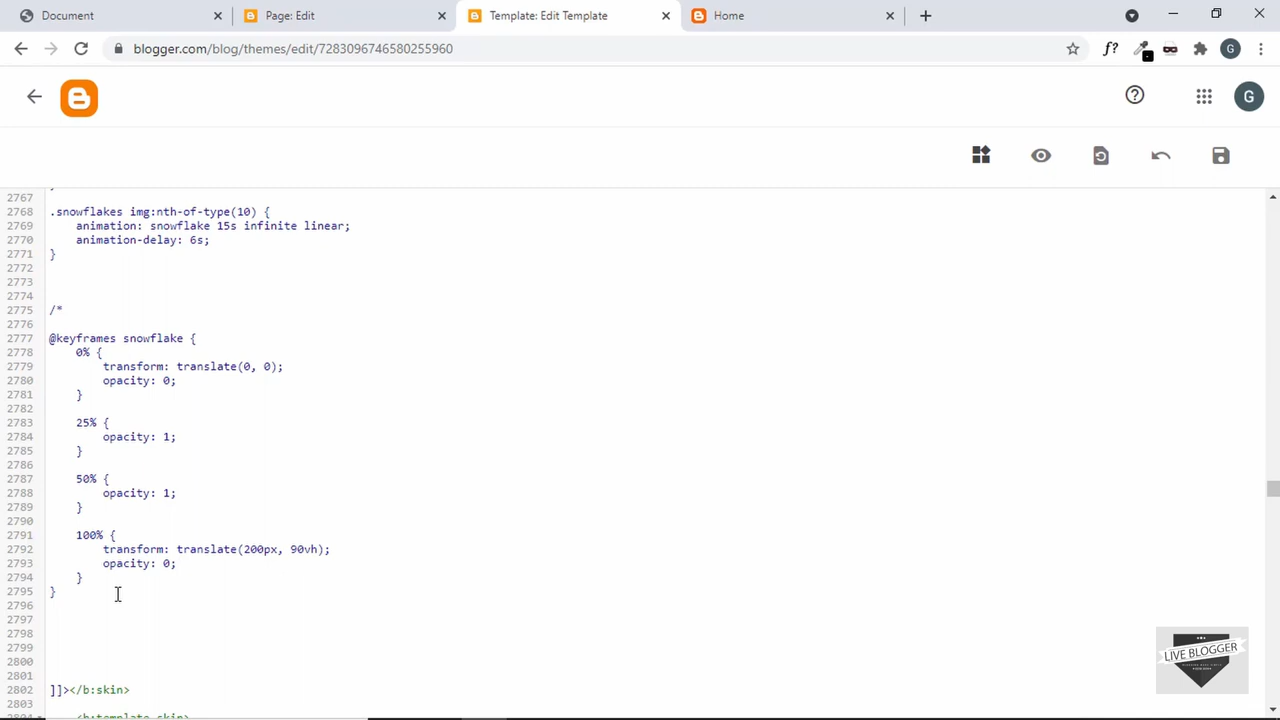 Document
Page: Edit
Template: Edit Template
Home
blogger.com/blog/themes/edit/7283096746580255960
f?
G
G
2767 }
2768 .snowflakes img:nth-of-type(10) {
2769 animation: snowflake 15s infinite linear;
2770 animation-delay: 6s;
2771 }
2772
2773
2774
2775 /*
2776
2777 @keyframes snowflake {
2778 0% {
2779 transform: translate(0, 0);
2780 opacity: 0;
2781 }
2782
2783 25% {
2784 opacity: 1;
2785 }
2786
2787 50% {
2788 opacity: 1;
2789 }
2790
2791 100% {
2792 transform: translate(200px, 90vh);
2793 opacity: 0;
2794 }
2795 }
2796
2797
2798
2799
2800
2801
2802 ]]></b:skin>
2803
2804 <b:template-skin>
LIVE BLOGGER